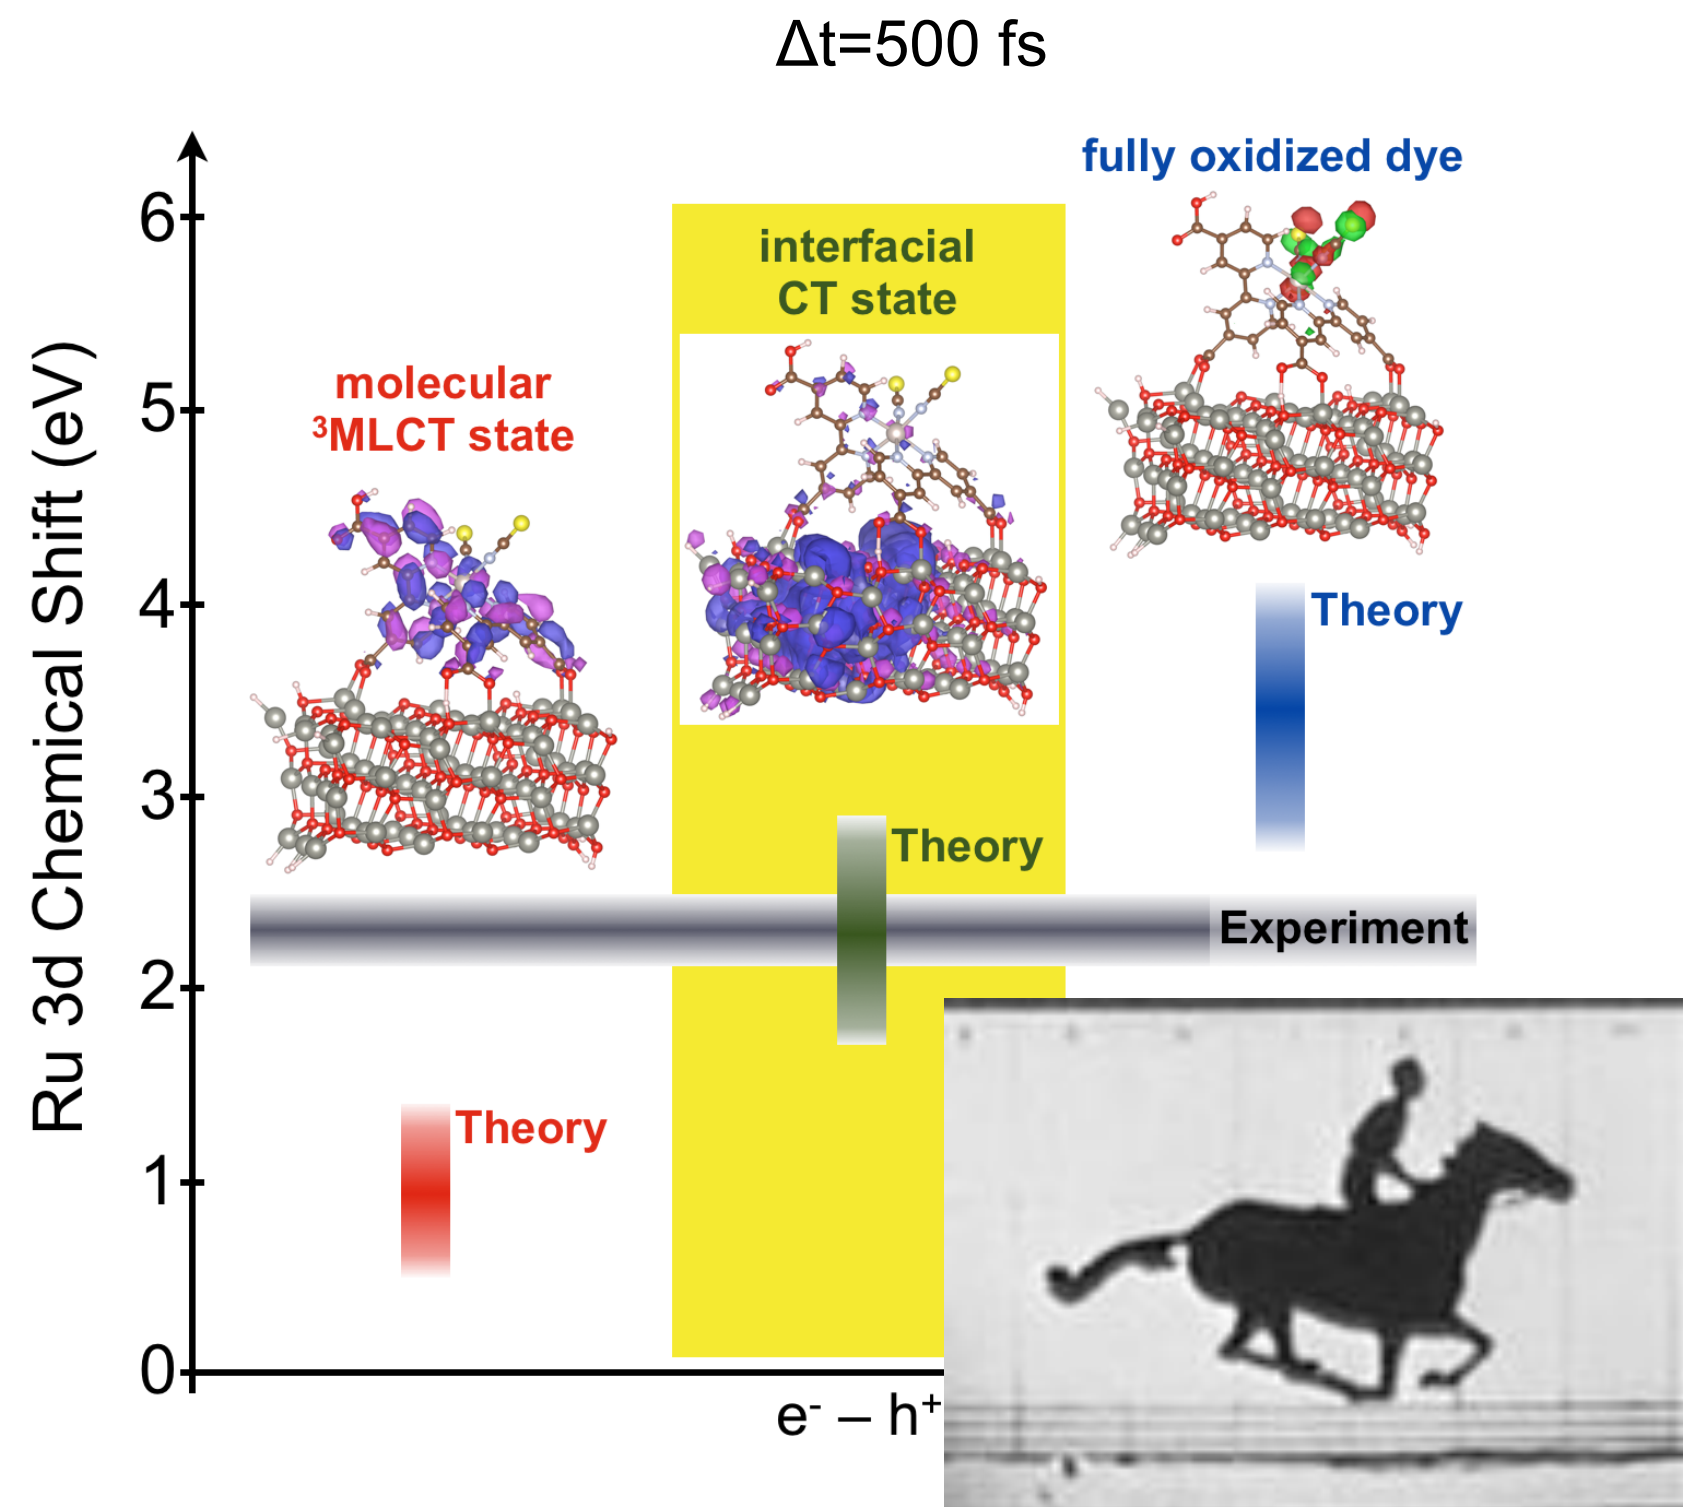 Δt=500 fs
fully oxidized dye
interfacial
CT state
molecular
³MLCT state
Ru 3d Chemical Shift (eV)
6
5
4
3
2
1
0
Theory
Theory
Experiment
Theory
e⁻ – h⁺